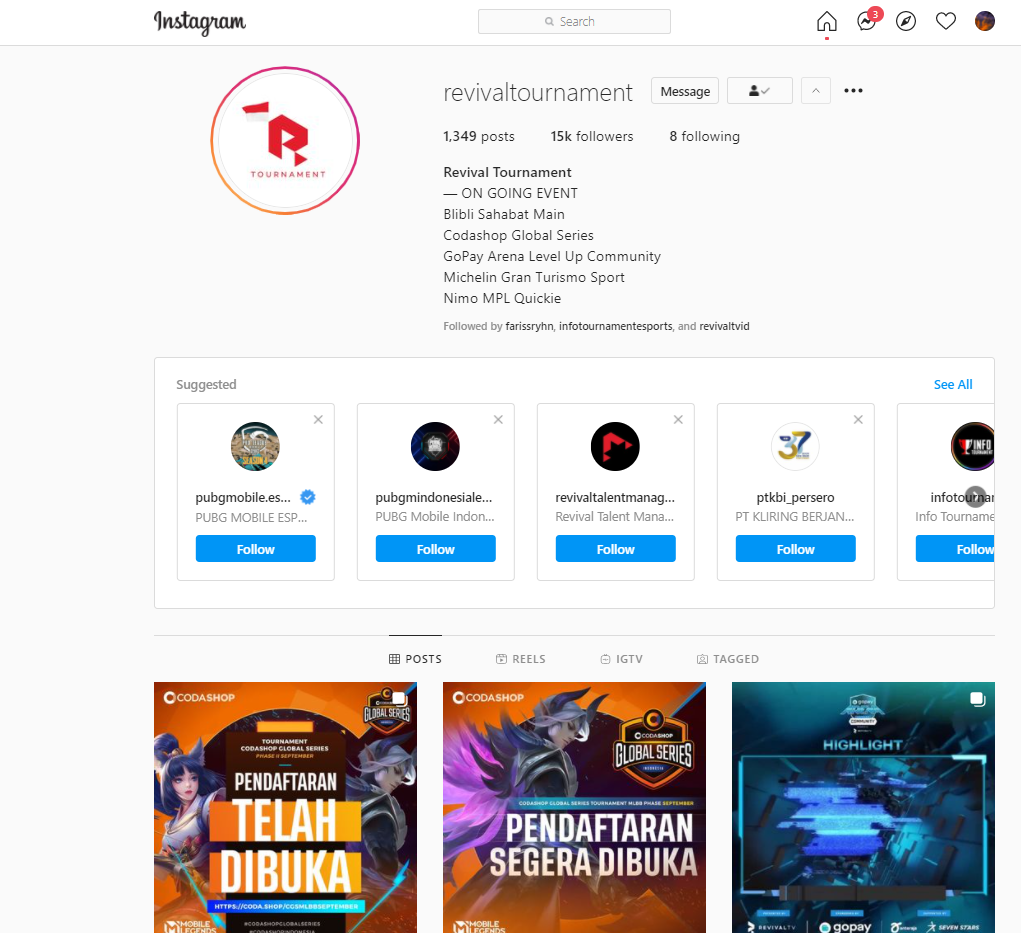 Instagram
Search
3
revivaltournament
Message
1,349 posts 15k followers 8 following
TOURNAMENT
Revival Tournament
— ON GOING EVENT
Blibli Sahabat Main
Codashop Global Series
GoPay Arena Level Up Community
Michelin Gran Turismo Sport
Nimo MPL Quickie
Followed by farissryhn, infotournamentesports, and revivaltvid
Suggested
See All
pubgmobile.es...
PUBG MOBILE ESP...
Follow
pubgmindonesiale...
PUBG Mobile Indon...
Follow
revivaltalentmanag...
Revival Talent Mana...
Follow
37
ptkbi_persero
PT KLIRING BERJAN...
Follow
INFO
infotournar
Info Tourname
Follow
POSTS REELS IGTV TAGGED
CODASHOP
GLOBAL SERIES
TOURNAMENT
CODASHOP GLOBAL SERIES
PHASE II SEPTEMBER
PENDAFTARAN
TELAH
DIBUKA
HTTPS://CODA.SHOP/CGSMLBBSEPTEMBER
#CODASHOPGLOBALSERIES
#CODASHOPINDONESIA
MOBILE
LEGENDS
CODASHOP
CODASHOP
GLOBAL
SERIES
INDONESIA
CODASHOP GLOBAL SERIES TOURNAMENT MLBB PHASE SEPTEMBER
PENDAFTARAN
SEGERA DIBUKA
MOBILE
LEGENDS
gopay
COMMUNITY
HIGHLIGHT
REVIVALTV
gopay
SEVEN STARS